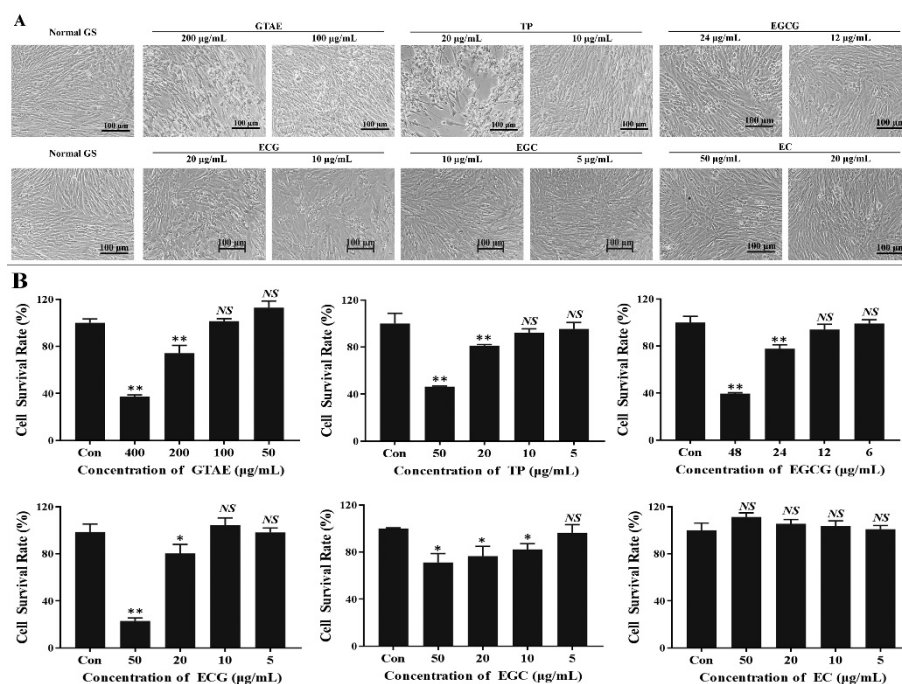 A
Normal GS
GTAE
200 µg/mL 100 µg/mL
TP
20 µg/mL 10 µg/mL
EGCG
24 µg/mL 12 µg/mL
100 µm 100 µm 100 µm 100 µm 100 µm 100 µm 100 µm
Normal GS
ECG
20 µg/mL 10 µg/mL
EGC
10 µg/mL 5 µg/mL
EC
50 µg/mL 20 µg/mL
100 µm 100 µm 100 µm 100 µm 100 µm 100 µm 100 µm
B
Cell Survival Rate (%)
120
80
40
0
** ** NS NS
Con 400 200 100 50
Concentration of GTAE (µg/mL)
Cell Survival Rate (%)
120
80
40
0
** ** NS NS
Con 50 20 10 5
Concentration of TP (µg/mL)
Cell Survival Rate (%)
120
80
40
0
** ** NS NS
Con 48 24 12 6
Concentration of EGCG (µg/mL)
Cell Survival Rate (%)
120
80
40
0
** * NS NS
Con 50 20 10 5
Concentration of ECG (µg/mL)
Cell Survival Rate (%)
120
80
40
0
* * * NS
Con 50 20 10 5
Concentration of EGC (µg/mL)
Cell Survival Rate (%)
120
80
40
0
NS NS NS NS
Con 50 20 10 5
Concentration of EC (µg/mL)